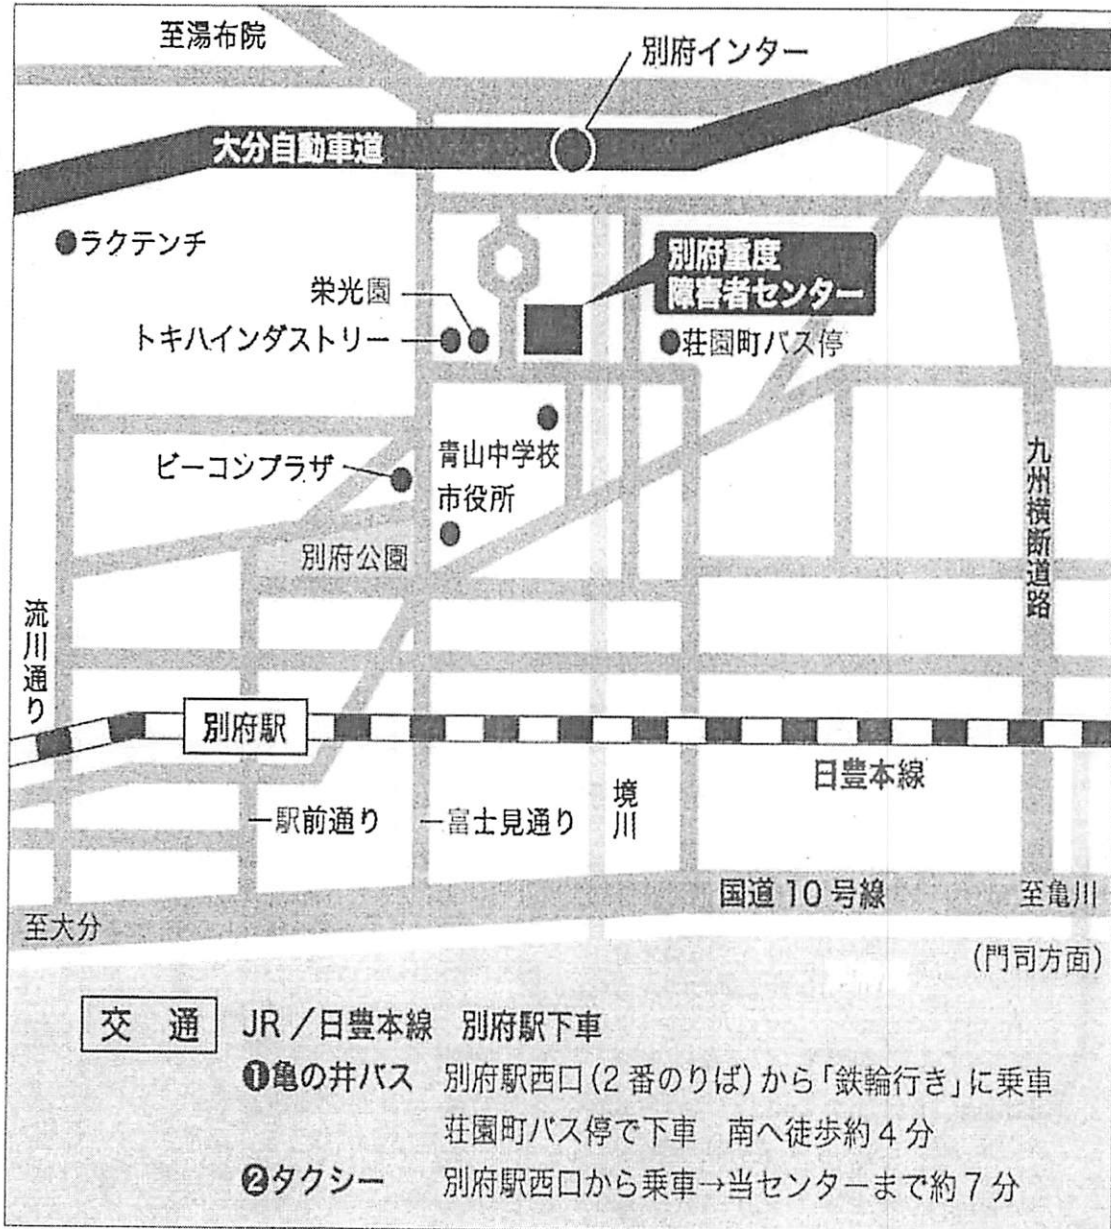 至湯布院
別府インター
大分自動車道
ラクテンチ
別府重度
障害者センター
栄光園
トキハインダストリー
荘園町バス停
青山中学校
ビーコンプラザ
市役所
別府公園
九州横断道路
流川通り
別府駅
日豊本線
境川
駅前通り
富士見通り
国道10号線
至亀川
至大分
(門司方面)
交 通 JR/日豊本線 別府駅下車
❶亀の井バス 別府駅西口(2番のりば)から「鉄輪行き」に乗車
荘園町バス停で下車 南へ徒歩約4分
❷タクシー 別府駅西口から乗車→当センターまで約7分